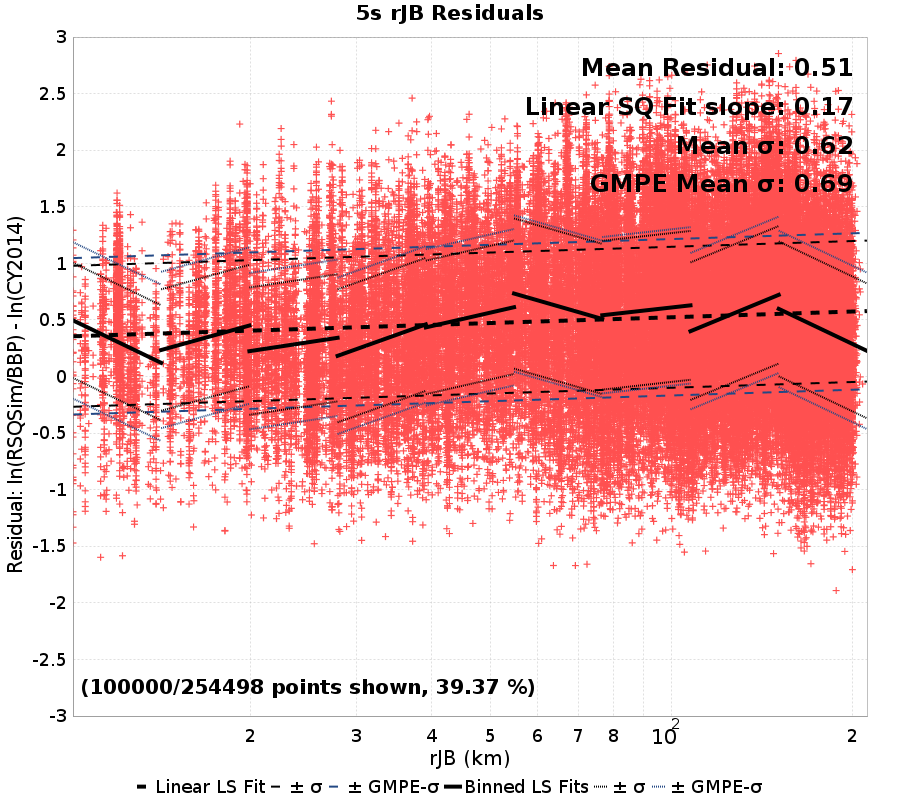 5s rJB Residuals
Mean Residual: 0.51
Linear SQ Fit slope: 0.17
Mean σ: 0.62
GMPE Mean σ: 0.69
3
2.5
2
1.5
1
0.5
0
-0.5
-1
-1.5
-2
-2.5
-3
Residual: ln(RSQSim/BBP) - ln(CY2014)
(100000/254498 points shown, 39.37 %)
2 3 4 5 6 7 8 10² 2
rJB (km)
Linear LS Fit ± σ ± GMPE-σ Binned LS Fits ± σ ± GMPE-σ